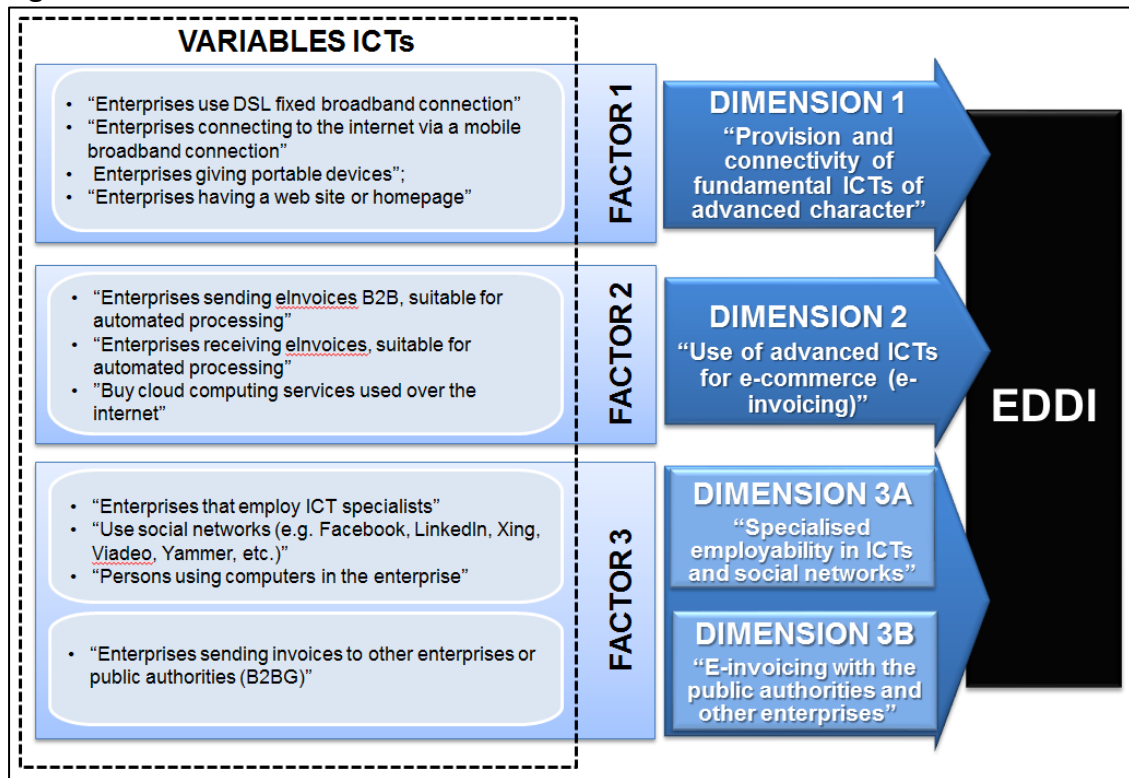 VARIABLES ICTs
• “Enterprises use DSL fixed broadband connection”
• “Enterprises connecting to the internet via a mobile
broadband connection”
• Enterprises giving portable devices”;
• “Enterprises having a web site or homepage”
FACTOR 1
DIMENSION 1
“Provision and
connectivity of
fundamental ICTs of
advanced character”
• “Enterprises sending eInvoices B2B, suitable for
automated processing”
• “Enterprises receiving eInvoices, suitable for
automated processing”
• ”Buy cloud computing services used over the
internet”
FACTOR 2
DIMENSION 2
“Use of advanced ICTs
for e-commerce (e-
invoicing)”
• “Enterprises that employ ICT specialists”
• “Use social networks (e.g. Facebook, LinkedIn, Xing,
Viadeo, Yammer, etc.)”
• “Persons using computers in the enterprise”
• “Enterprises sending invoices to other enterprises or
public authorities (B2BG)”
FACTOR 3
DIMENSION 3A
“Specialised
employability in ICTs
and social networks”
DIMENSION 3B
“E-invoicing with the
public authorities and
other enterprises”
EDDI